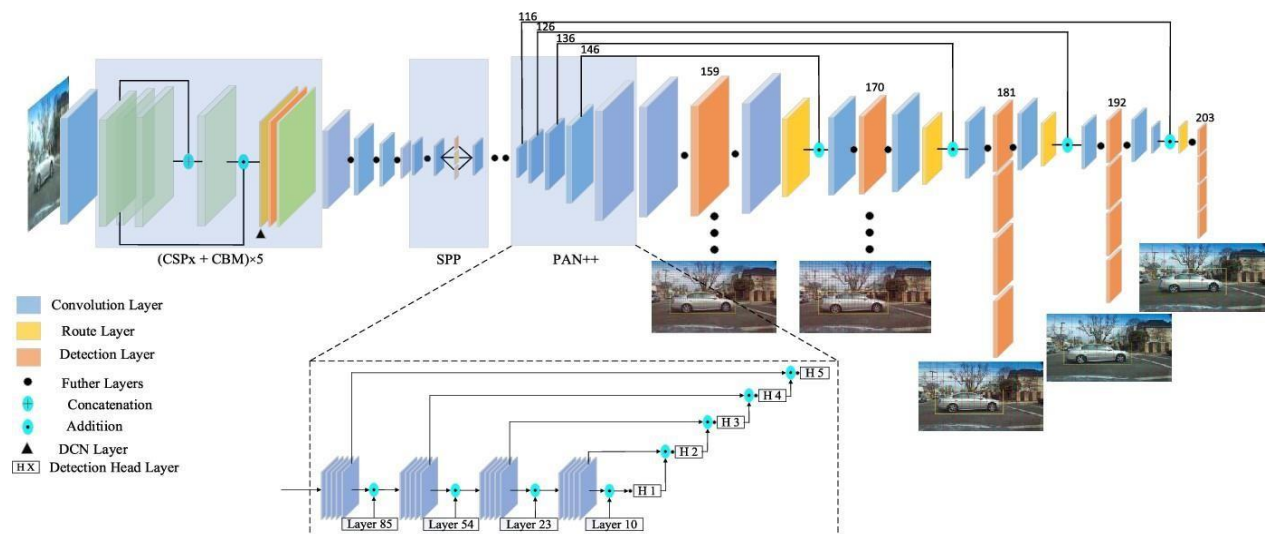 116
126
136
146
159
170
181
192
203
(CSPx + CBM)×5
SPP
PAN++
Convolution Layer
Route Layer
Detection Layer
Futher Layers
Concatenation
Additiion
DCN Layer
H X Detection Head Layer
H 5
H 4
H 3
H 2
H 1
Layer 85
Layer 54
Layer 23
Layer 10